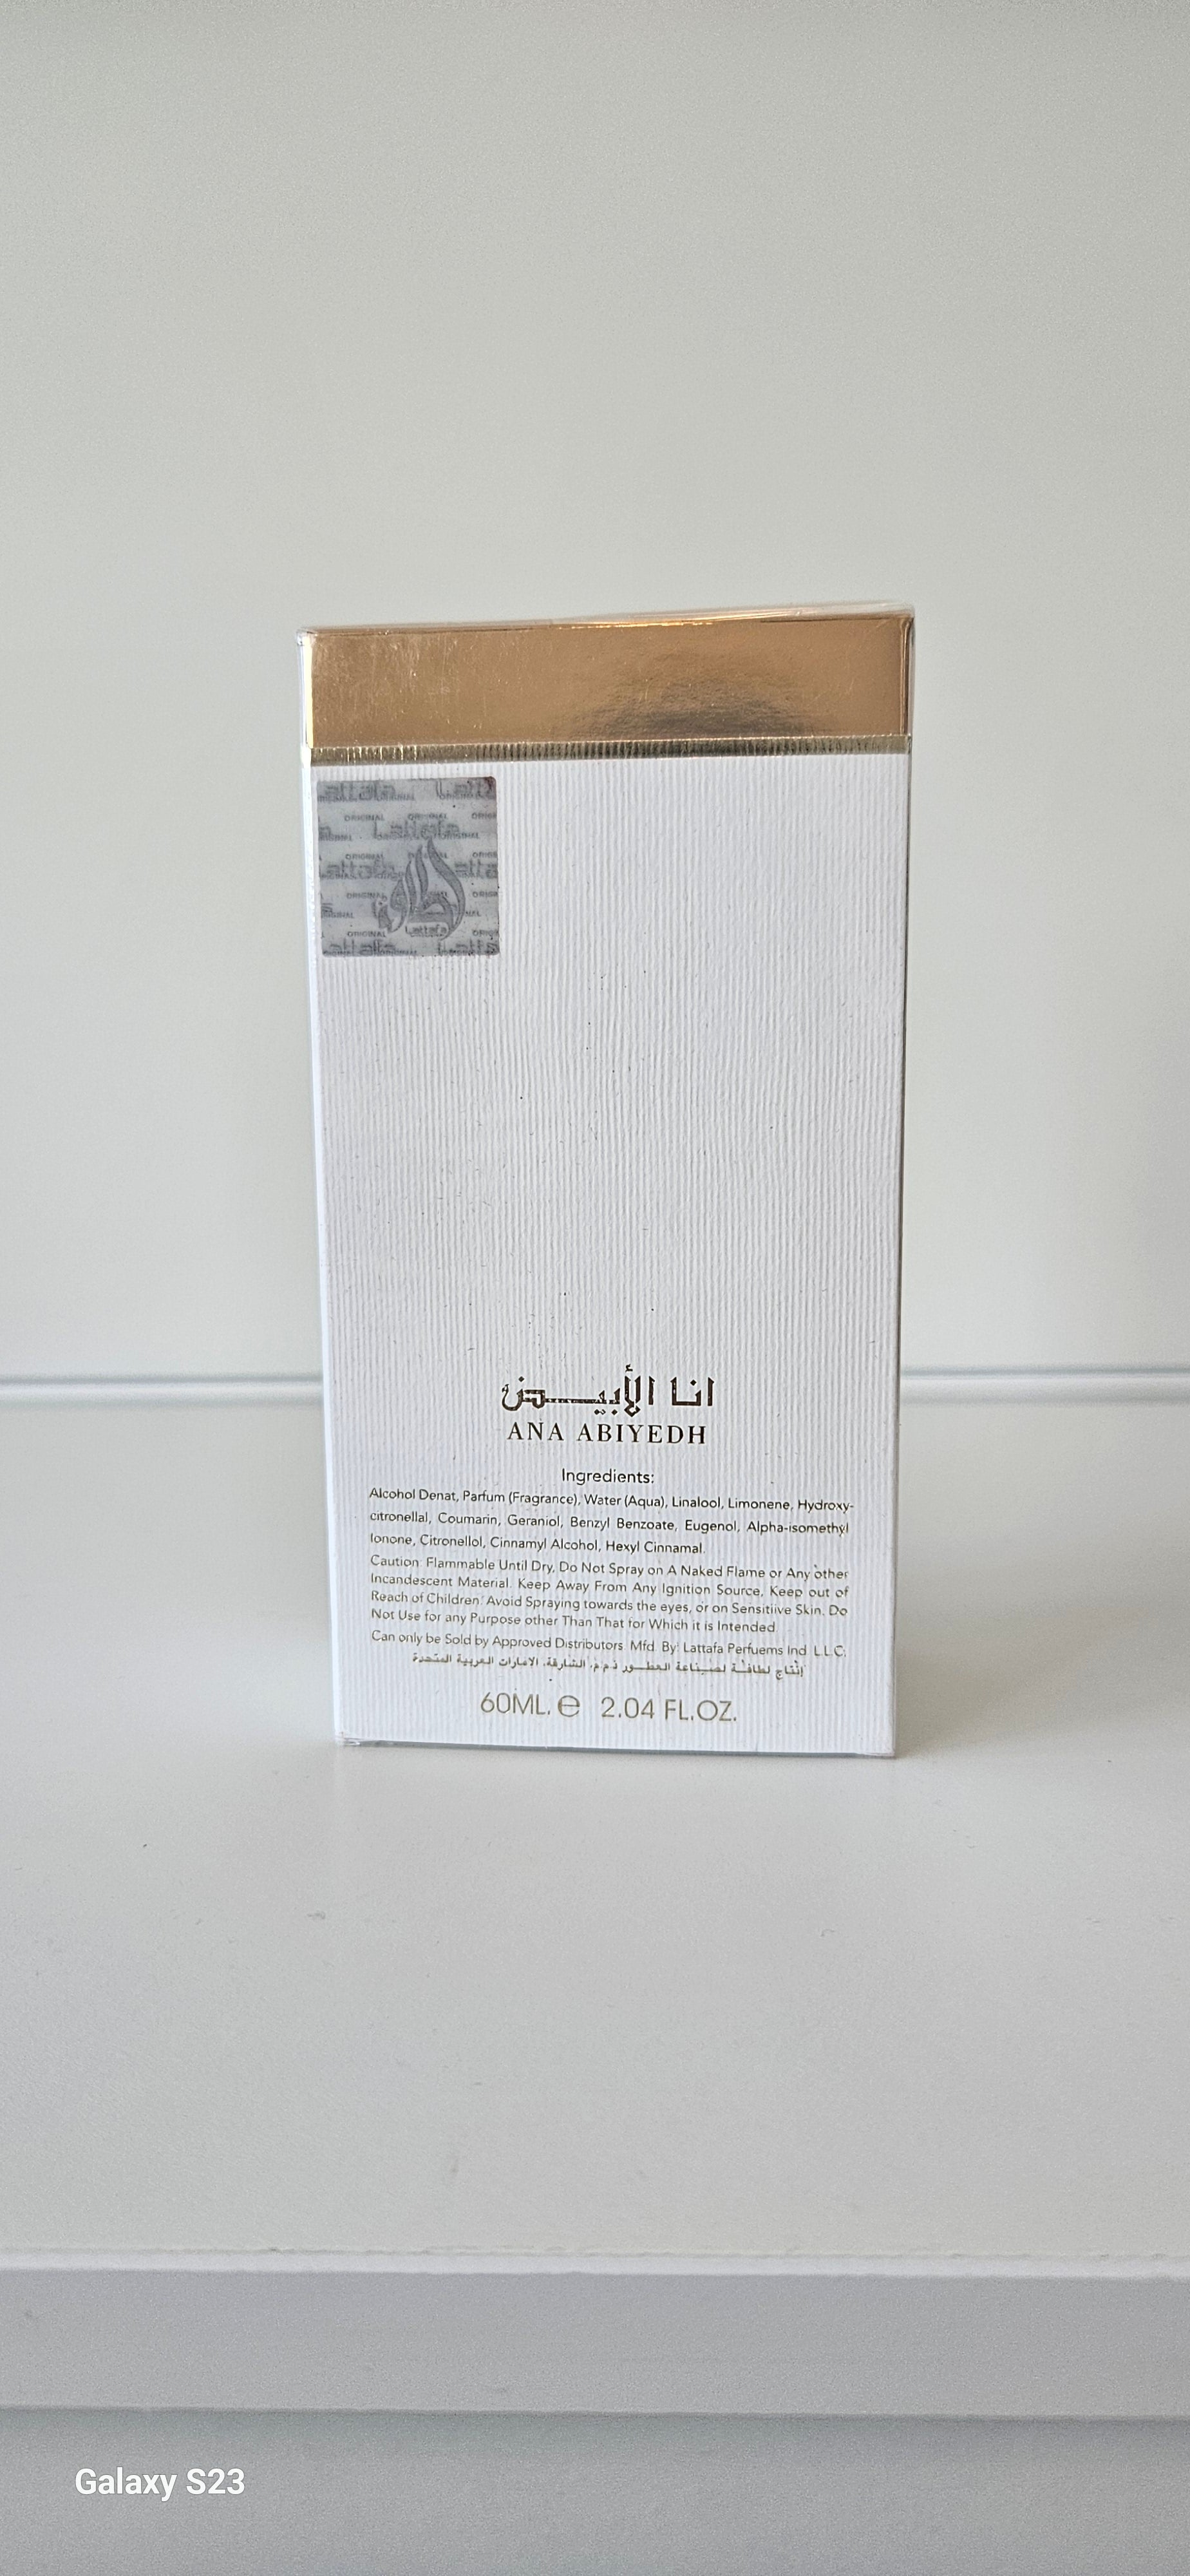 Lattafa
ORIGINAL
لطافة
Lattafa
انا الأبيض
ANA ABIYEDH
Ingredients:
Alcohol Denat, Parfum (Fragrance), Water (Aqua), Linalool, Limonene, Hydroxy-
citronellal, Coumarin, Geraniol, Benzyl Benzoate, Eugenol, Alpha-isomethyl
Ionone, Citronellol, Cinnamyl Alcohol, Hexyl Cinnamal.
Caution: Flammable Until Dry, Do Not Spray on A Naked Flame or Any other
Incandescent Material. Keep Away From Any Ignition Source, Keep out of
Reach of Children. Avoid Spraying towards the eyes, or on Sensitiive Skin. Do
Not Use for any Purpose other Than That for Which it is Intended.
Can only be Sold by Approved Distributors. Mfd. By: Lattafa Perfuems Ind. L.L.C.
إنتاج لطافة لصناعة العطور ذ.م.م. الشارقة، الامارات العربية المتحدة
60ML. e 2.04 FL.OZ.
Galaxy S23